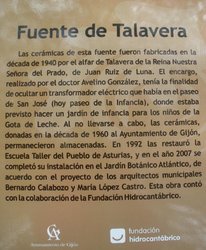 Fuente de Talavera
Las cerámicas de esta fuente fueron fabricadas en la
década de 1940 por el alfar de Talavera de la Reina Nuestra
Señora del Prado, de Juan Ruiz de Luna. El encargo,
realizado por el doctor Avelino González, tenía la finalidad
de ocultar un transformador eléctrico que había en el paseo
de San José (hoy paseo de la Infancia), donde estaba
previsto hacer un jardín de infancia para los niños de la
Gota de Leche. Al no llevarse a cabo, las cerámicas,
donadas en la década de 1960 al Ayuntamiento de Gijón,
permanecieron almacenadas. En 1992 las restauró la
Escuela Taller del Pueblo de Asturias, y en el año 2007 se
completó su instalación en el Jardín Botánico Atlántico, de
acuerdo con el proyecto de los arquitectos municipales
Bernardo Calabozo y María López Castro. Esta obra contó
con la colaboración de la Fundación Hidrocantábrico.
Ayuntamiento de Gijón
fundación
hidrocantábrico